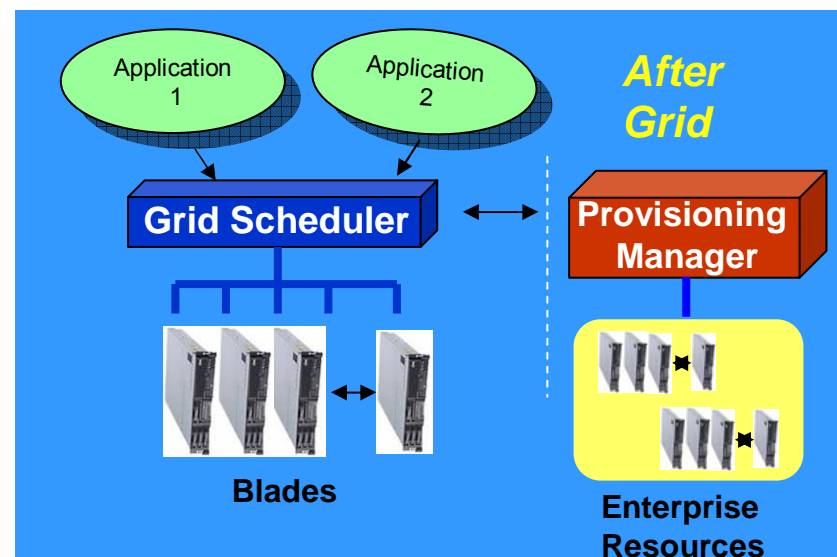 Application
1
Application
2
After
Grid
Grid Scheduler
Provisioning
Manager
Blades
Enterprise
Resources